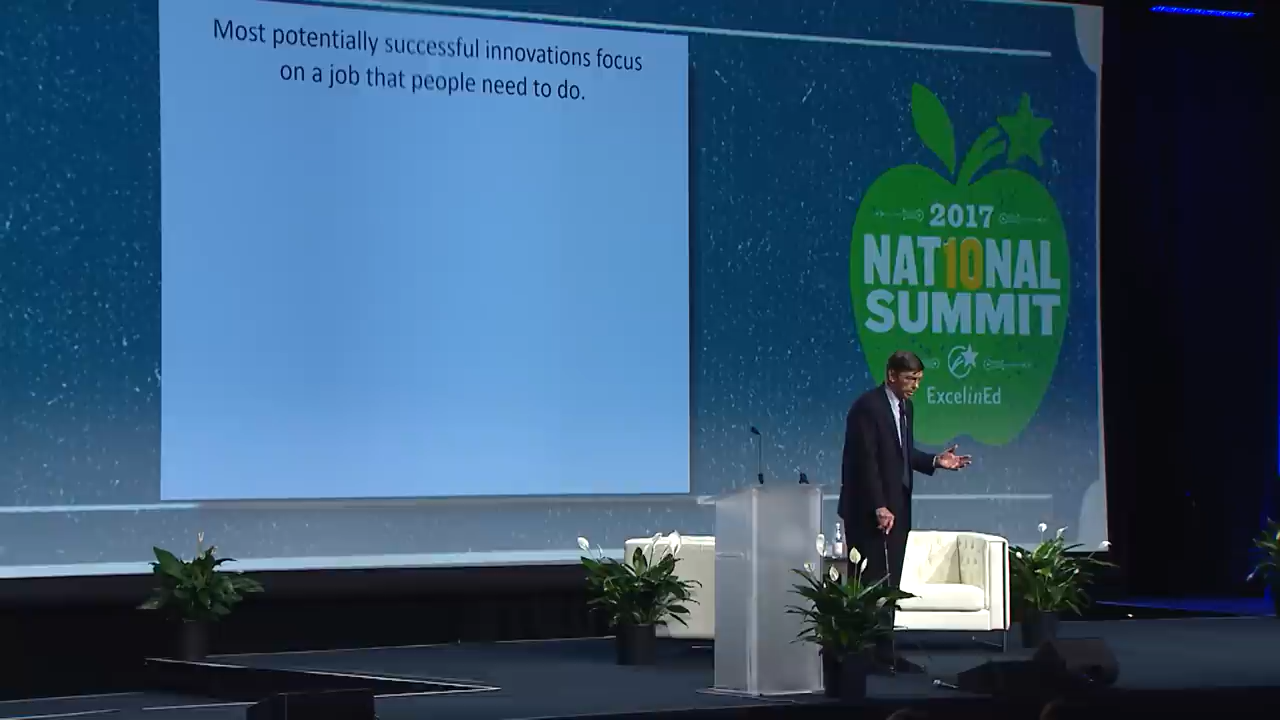 Most potentially successful innovations focus
on a job that people need to do.
2017
NAT10NAL
SUMMIT
ExcelinEd